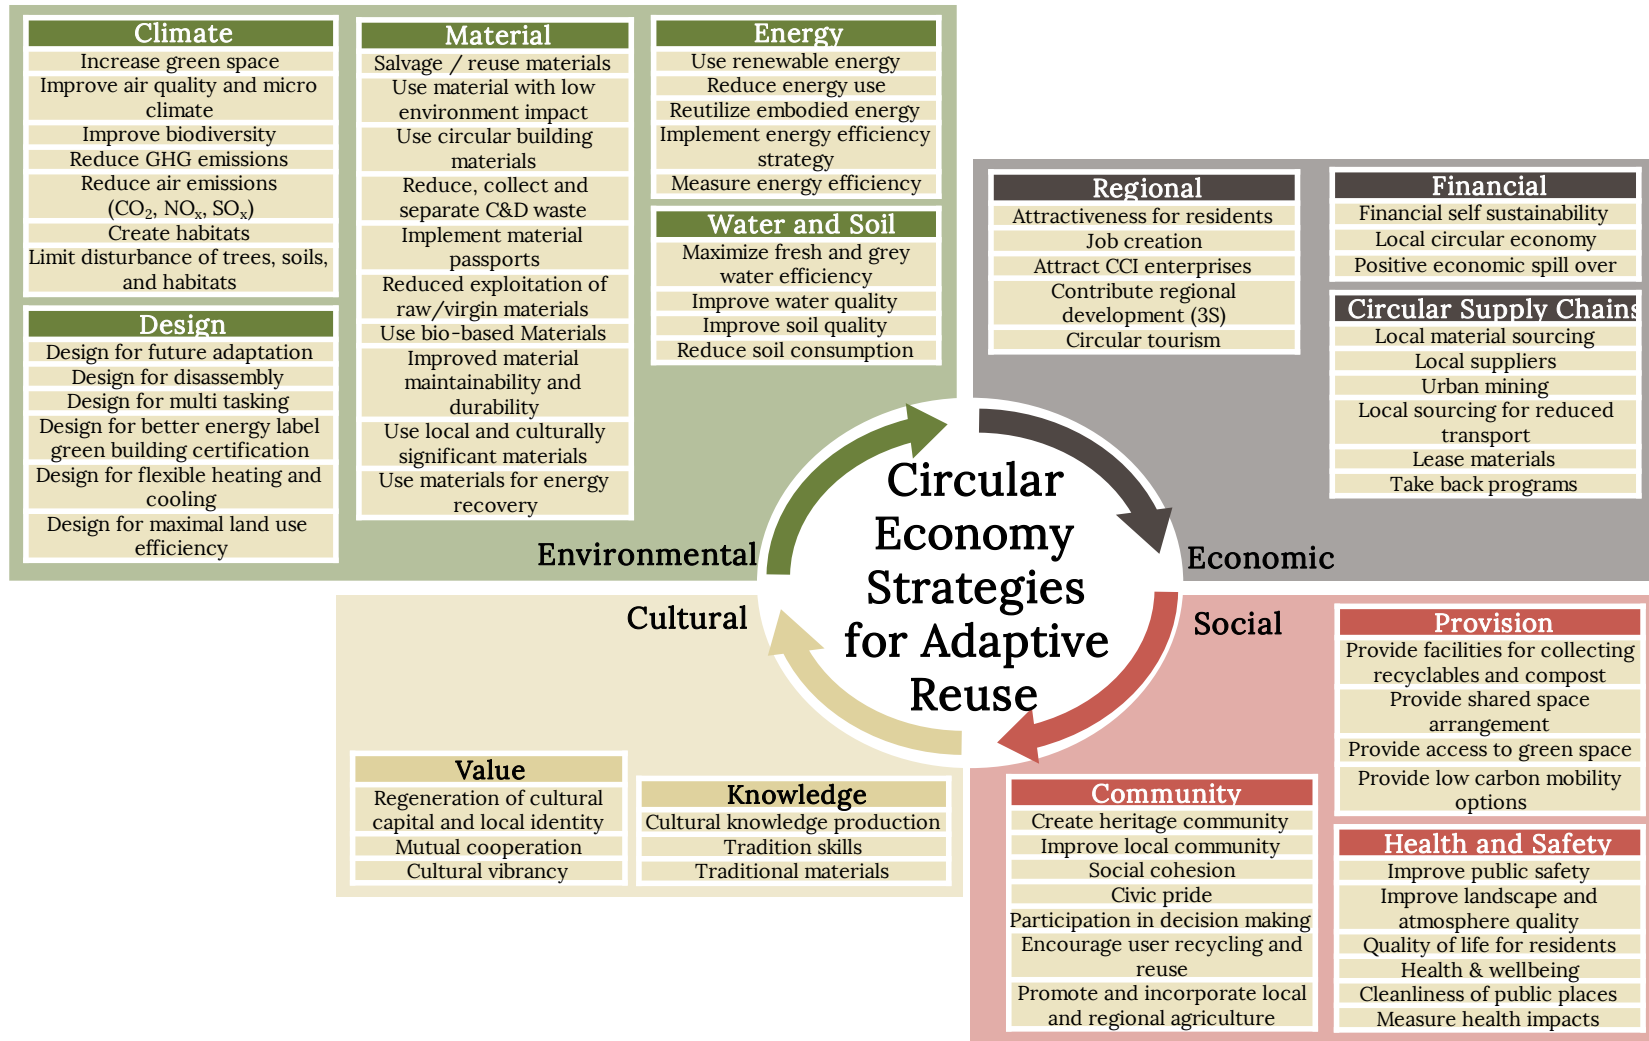 Climate
Increase green space
Improve air quality and micro
climate
Improve biodiversity
Reduce GHG emissions
Reduce air emissions
(CO₂, NOₓ, SOₓ)
Create habitats
Limit disturbance of trees, soils,
and habitats
Design
Design for future adaptation
Design for disassembly
Design for multi tasking
Design for better energy label
green building certification
Design for flexible heating and
cooling
Design for maximal land use
efficiency
Material
Salvage / reuse materials
Use material with low
environment impact
Use circular building
materials
Reduce, collect and
separate C&D waste
Implement material
passports
Reduced exploitation of
raw/virgin materials
Use bio-based Materials
Improved material
maintainability and
durability
Use local and culturally
significant materials
Use materials for energy
recovery
Energy
Use renewable energy
Reduce energy use
Reutilize embodied energy
Implement energy efficiency
strategy
Measure energy efficiency
Water and Soil
Maximize fresh and grey
water efficiency
Improve water quality
Improve soil quality
Reduce soil consumption
Environmental
Regional
Attractiveness for residents
Job creation
Attract CCI enterprises
Contribute regional
development (3S)
Circular tourism
Financial
Financial self sustainability
Local circular economy
Positive economic spill over
Circular Supply Chains
Local material sourcing
Local suppliers
Urban mining
Local sourcing for reduced
transport
Lease materials
Take back programs
Economic
Circular
Economy
Strategies
for Adaptive
Reuse
Cultural
Value
Regeneration of cultural
capital and local identity
Mutual cooperation
Cultural vibrancy
Knowledge
Cultural knowledge production
Tradition skills
Traditional materials
Social
Community
Create heritage community
Improve local community
Social cohesion
Civic pride
Participation in decision making
Encourage user recycling and
reuse
Promote and incorporate local
and regional agriculture
Provision
Provide facilities for collecting
recyclables and compost
Provide shared space
arrangement
Provide access to green space
Provide low carbon mobility
options
Health and Safety
Improve public safety
Improve landscape and
atmosphere quality
Quality of life for residents
Health & wellbeing
Cleanliness of public places
Measure health impacts